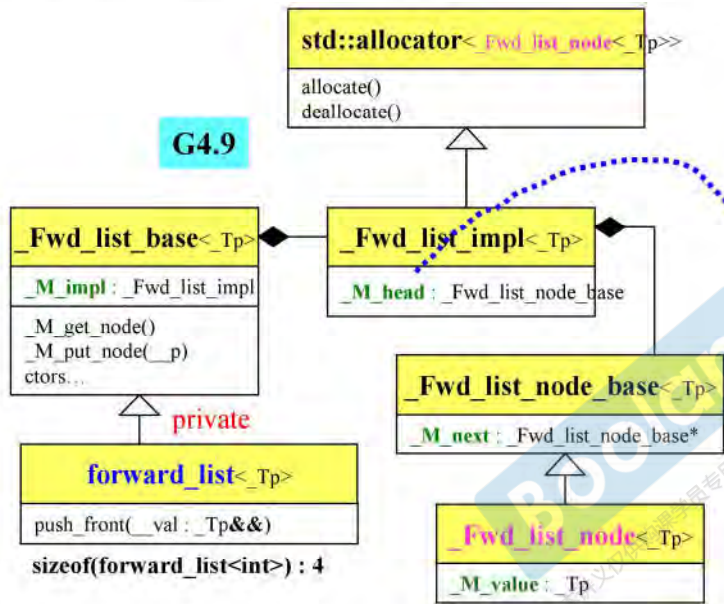 std::allocator<_Fwd_list_node<_Tp>>
allocate()
deallocate()
G4.9
_Fwd_list_base<_Tp>
_M_impl : _Fwd_list_impl
_M_get_node()
_M_put_node(__p)
ctors…
_Fwd_list_impl<_Tp>
_M_head : _Fwd_list_node_base
_Fwd_list_node_base<_Tp>
_M_next : _Fwd_list_node_base*
private
forward_list<_Tp>
push_front(__val : _Tp&&)
sizeof(forward_list<int>) : 4
_Fwd_list_node<_Tp>
_M_value : _Tp